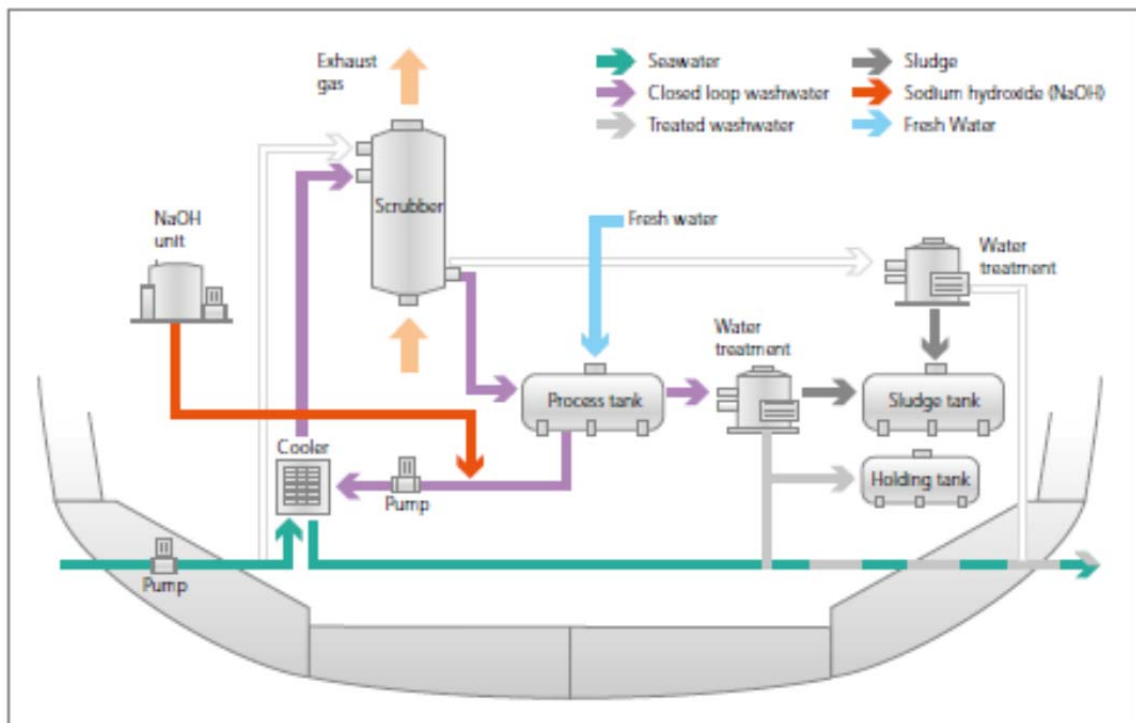 Exhaust
gas
Seawater
Closed loop washwater
Treated washwater
Sludge
Sodium hydroxide (NaOH)
Fresh Water
NaOH
unit
Scrubber
Fresh water
Water
treatment
Water
treatment
Process tank
Sludge tank
Cooler
Holding tank
Pump
Pump